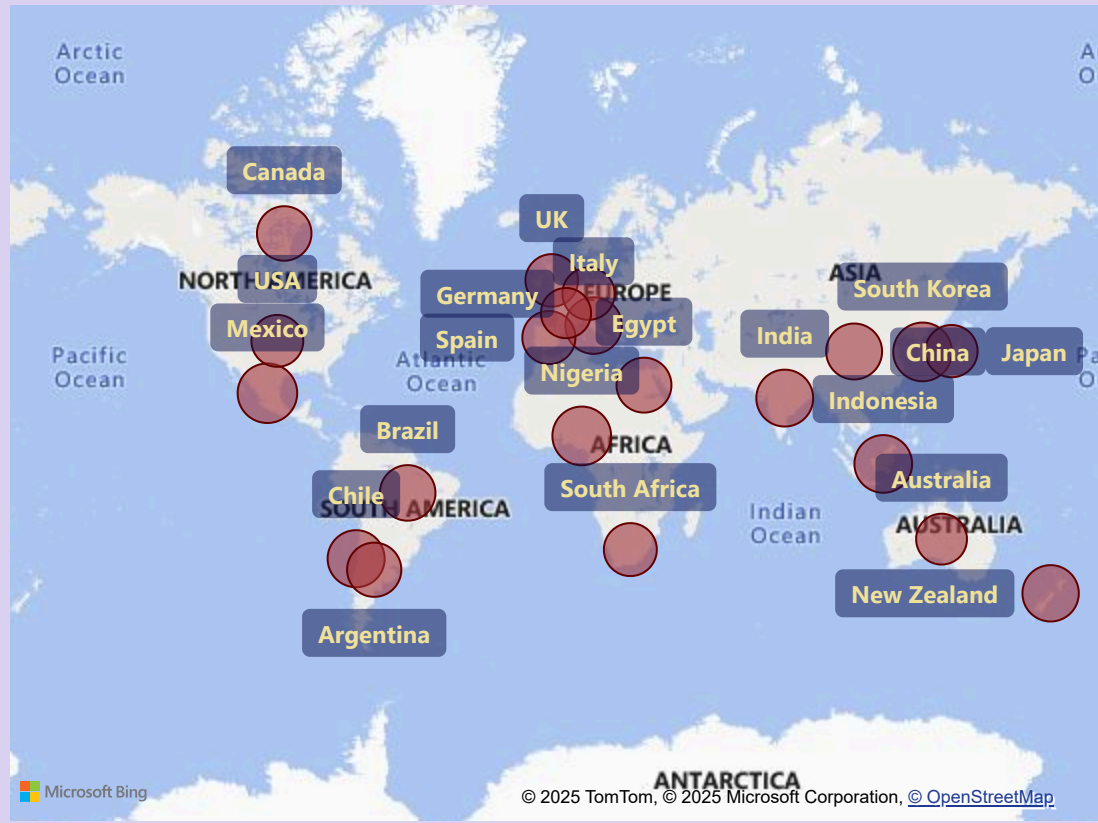 Arctic
Ocean
A
O
Canada
UK
Italy
NORTH AMERICA
USA
EUROPE
ASIA
Germany
South Korea
Mexico
Egypt
Spain
India
China
Japan
Pacific
Ocean
Atlantic
Ocean
Pa
O
Nigeria
Indonesia
Brazil
AFRICA
Chile
South Africa
Australia
SOUTH AMERICA
Indian
Ocean
AUSTRALIA
New Zealand
Argentina
ANTARCTICA
Microsoft Bing
© 2025 TomTom, © 2025 Microsoft Corporation, © OpenStreetMap